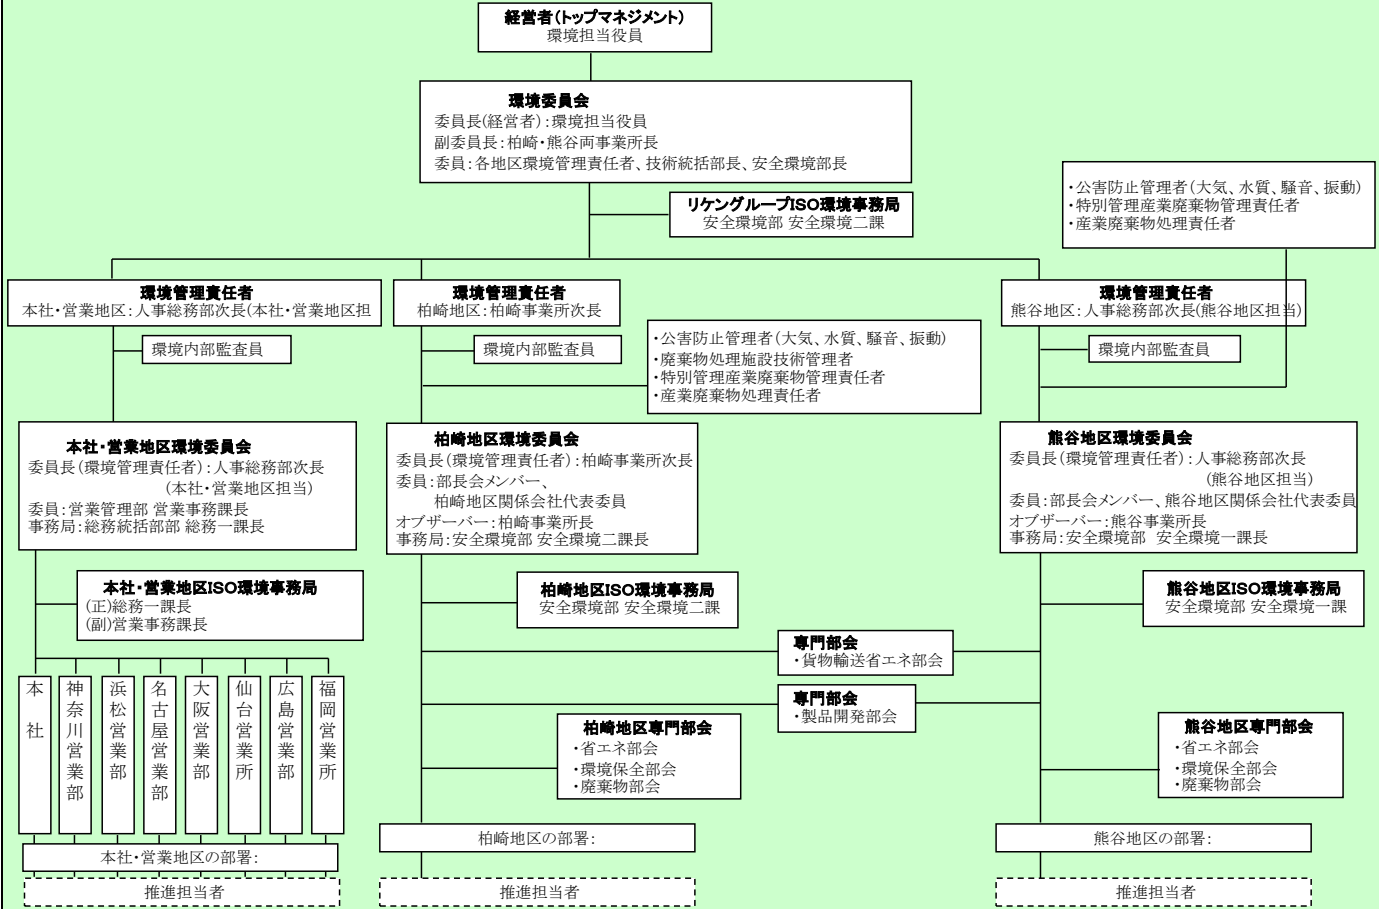 経営者(トップマネジメント)
環境担当役員
環境委員会
委員長(経営者):環境担当役員
副委員長:柏崎・熊谷両事業所長
委員:各地区環境管理責任者、技術統括部長、安全環境部長
リケングループISO環境事務局
安全環境部 安全環境二課
・公害防止管理者(大気、水質、騒音、振動)
・特別管理産業廃棄物管理責任者
・産業廃棄物処理責任者
環境管理責任者
本社・営業地区:人事総務部次長(本社・営業地区担
環境管理責任者
柏崎地区:柏崎事業所次長
環境管理責任者
熊谷地区:人事総務部次長(熊谷地区担当)
環境内部監査員
環境内部監査員
・公害防止管理者(大気、水質、騒音、振動)
・廃棄物処理施設技術管理者
・特別管理産業廃棄物管理責任者
・産業廃棄物処理責任者
環境内部監査員
本社・営業地区環境委員会
委員長(環境管理責任者):人事総務部次長
(本社・営業地区担当)
委員:営業管理部 営業事務課長
事務局:総務統括部部 総務一課長
柏崎地区環境委員会
委員長(環境管理責任者):柏崎事業所次長
委員:部長会メンバー、
柏崎地区関係会社代表委員
オブザーバー:柏崎事業所長
事務局:安全環境部 安全環境二課長
熊谷地区環境委員会
委員長(環境管理責任者):人事総務部次長
(熊谷地区担当)
委員:部長会メンバー、熊谷地区関係会社代表委員
オブザーバー:熊谷事業所長
事務局:安全環境部 安全環境一課長
本社・営業地区ISO環境事務局
(正)総務一課長
(副)営業事務課長
柏崎地区ISO環境事務局
安全環境部 安全環境二課
熊谷地区ISO環境事務局
安全環境部 安全環境一課
専門部会
・貨物輸送省エネ部会
専門部会
・製品開発部会
本社
神奈川営業部
浜松営業部
名古屋営業部
大阪営業部
仙台営業所
広島営業部
福岡営業所
柏崎地区専門部会
・省エネ部会
・環境保全部会
・廃棄物部会
熊谷地区専門部会
・省エネ部会
・環境保全部会
・廃棄物部会
本社・営業地区の部署:
柏崎地区の部署:
熊谷地区の部署:
推進担当者
推進担当者
推進担当者